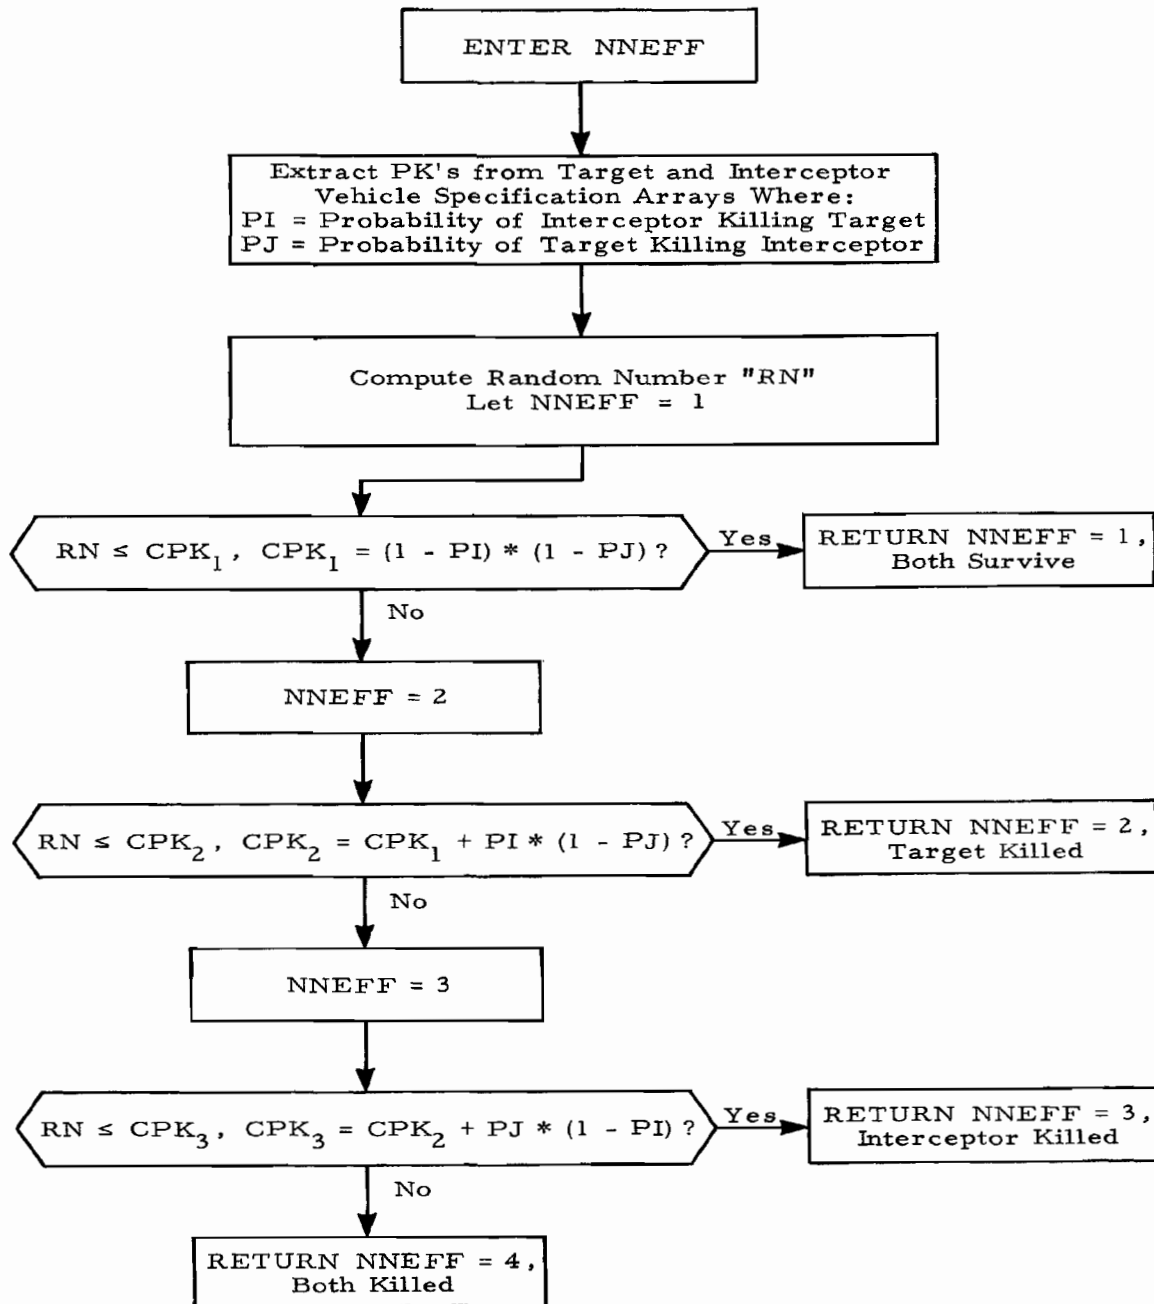 ENTER NNEFF
Extract PK's from Target and Interceptor
Vehicle Specification Arrays Where:
PI = Probability of Interceptor Killing Target
PJ = Probability of Target Killing Interceptor
Compute Random Number "RN"
Let NNEFF = 1
RN ≤ CPK₁, CPK₁ = (1 - PI) * (1 - PJ) ?
Yes
RETURN NNEFF = 1,
Both Survive
No
NNEFF = 2
RN ≤ CPK₂, CPK₂ = CPK₁ + PI * (1 - PJ) ?
Yes
RETURN NNEFF = 2,
Target Killed
No
NNEFF = 3
RN ≤ CPK₃, CPK₃ = CPK₂ + PJ * (1 - PI) ?
Yes
RETURN NNEFF = 3,
Interceptor Killed
No
RETURN NNEFF = 4,
Both Killed